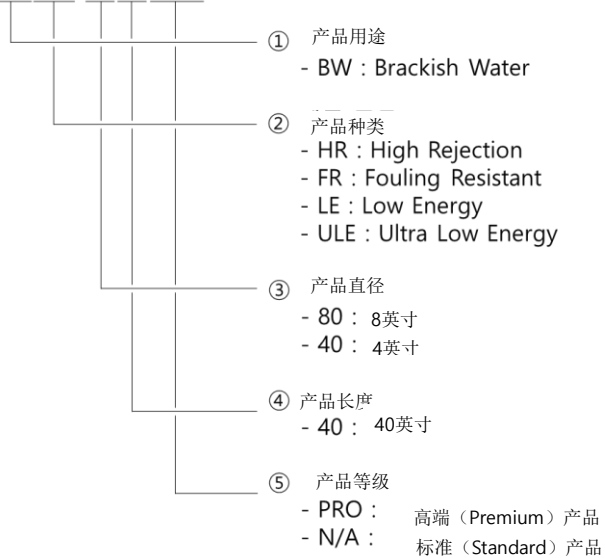 ① 产品用途
- BW : Brackish Water
② 产品种类
- HR : High Rejection
- FR : Fouling Resistant
- LE : Low Energy
- ULE : Ultra Low Energy
③ 产品直径
- 80 : 8英寸
- 40 : 4英寸
④ 产品长度
- 40 : 40英寸
⑤ 产品等级
- PRO : 高端（Premium）产品
- N/A : 标准（Standard）产品